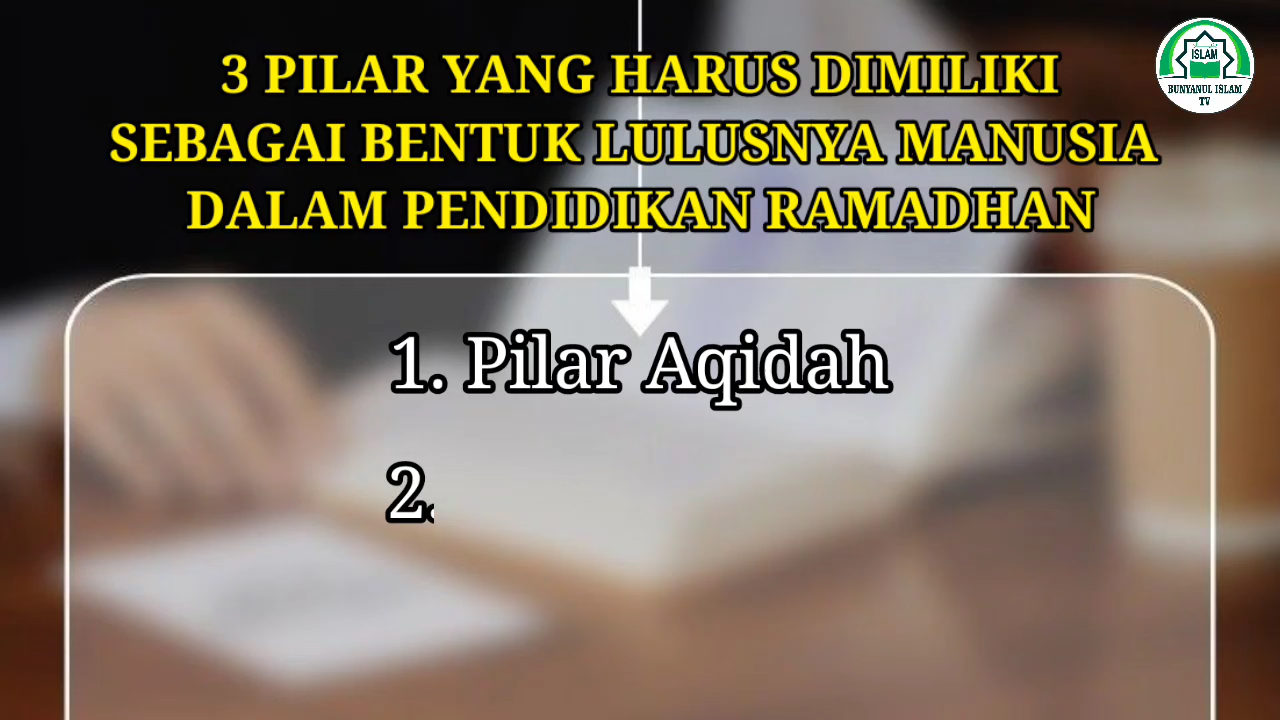 3 PILAR YANG HARUS DIMILIKI
SEBAGAI BENTUK LULUSNYA MANUSIA
DALAM PENDIDIKAN RAMADHAN
ISLAM
BUNYANUL ISLAM
TV
1. Pilar Aqidah
2.